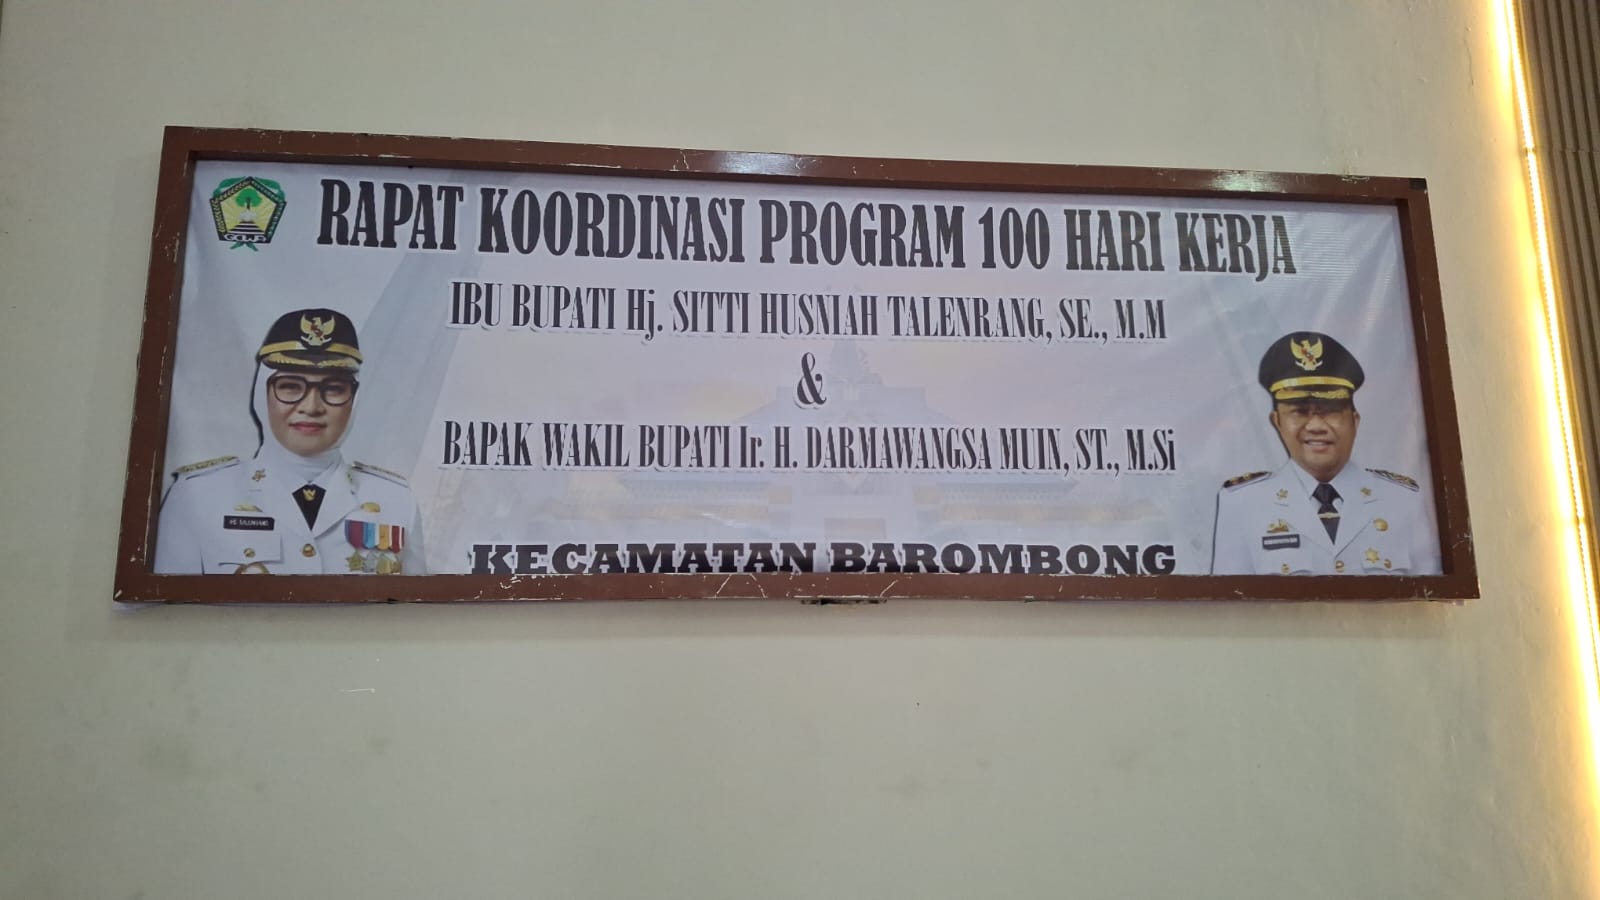 RAPAT KOORDINASI PROGRAM 100 HARI KERJA
IBU BUPATI Hj. SITTI HUSNIAH TALENRANG, SE., M.M
&
BAPAK WAKIL BUPATI Ir. H. DARMAWANGSA MUIN, ST., M.Si
KECAMATAN BAROMBONG
GOWA